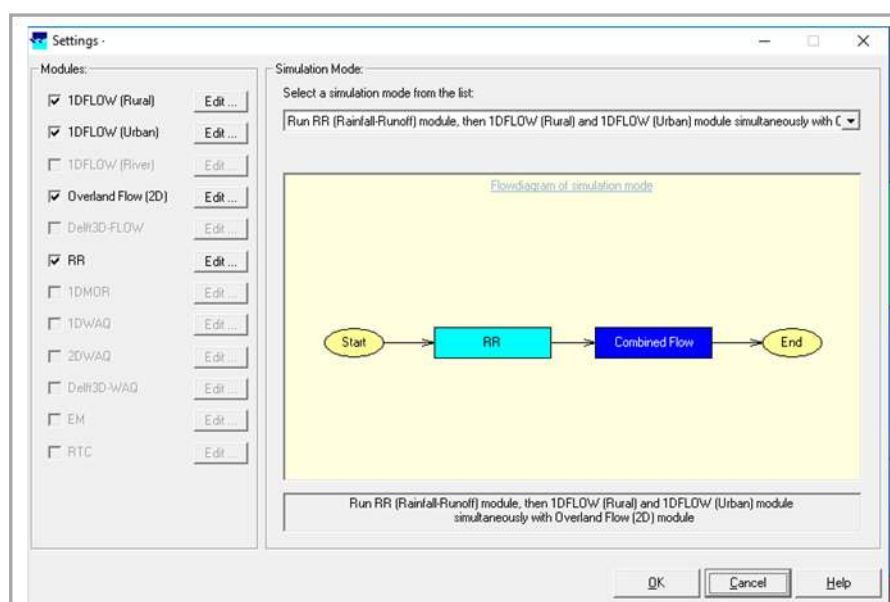 Settings -
Modules:
1DFLOW (Rural) Edit ...
1DFLOW (Urban) Edit ...
1DFLOW (River) Edit ...
Overland Flow (2D) Edit ...
Delft3D-FLOW Edit ...
RR Edit ...
1DMOR Edit ...
1DWAQ Edit ...
2DWAQ Edit ...
Delft3D-WAQ Edit ...
EM Edit ...
RTC Edit ...
Simulation Mode:
Select a simulation mode from the list:
Run RR (Rainfall-Runoff) module, then 1DFLOW (Rural) and 1DFLOW (Urban) module simultaneously with
Flowdiagram of simulation mode
Start RR Combined Flow End
Run RR (Rainfall-Runoff) module, then 1DFLOW (Rural) and 1DFLOW (Urban) module
simultaneously with Overland Flow (2D) module
OK Cancel Help